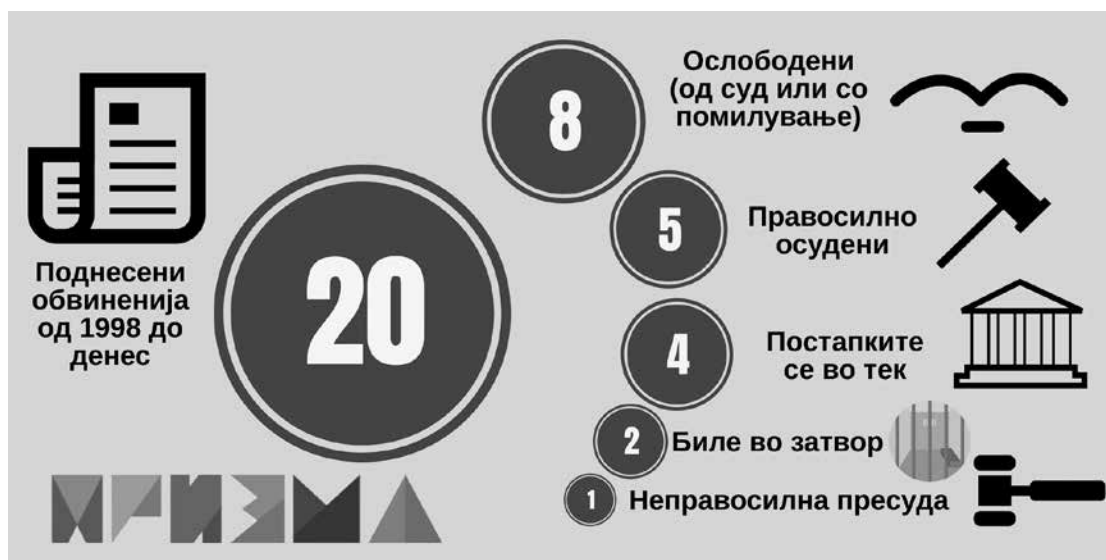 Поднесени
обвиненија
од 1998 до
денес
20
8
Ослободени
(од суд или со
помилување)
5
Правосилно
осудени
4
Постапките
се во тек
2
Биле во затвор
1
Неправосилна пресуда
ПРИЗМА